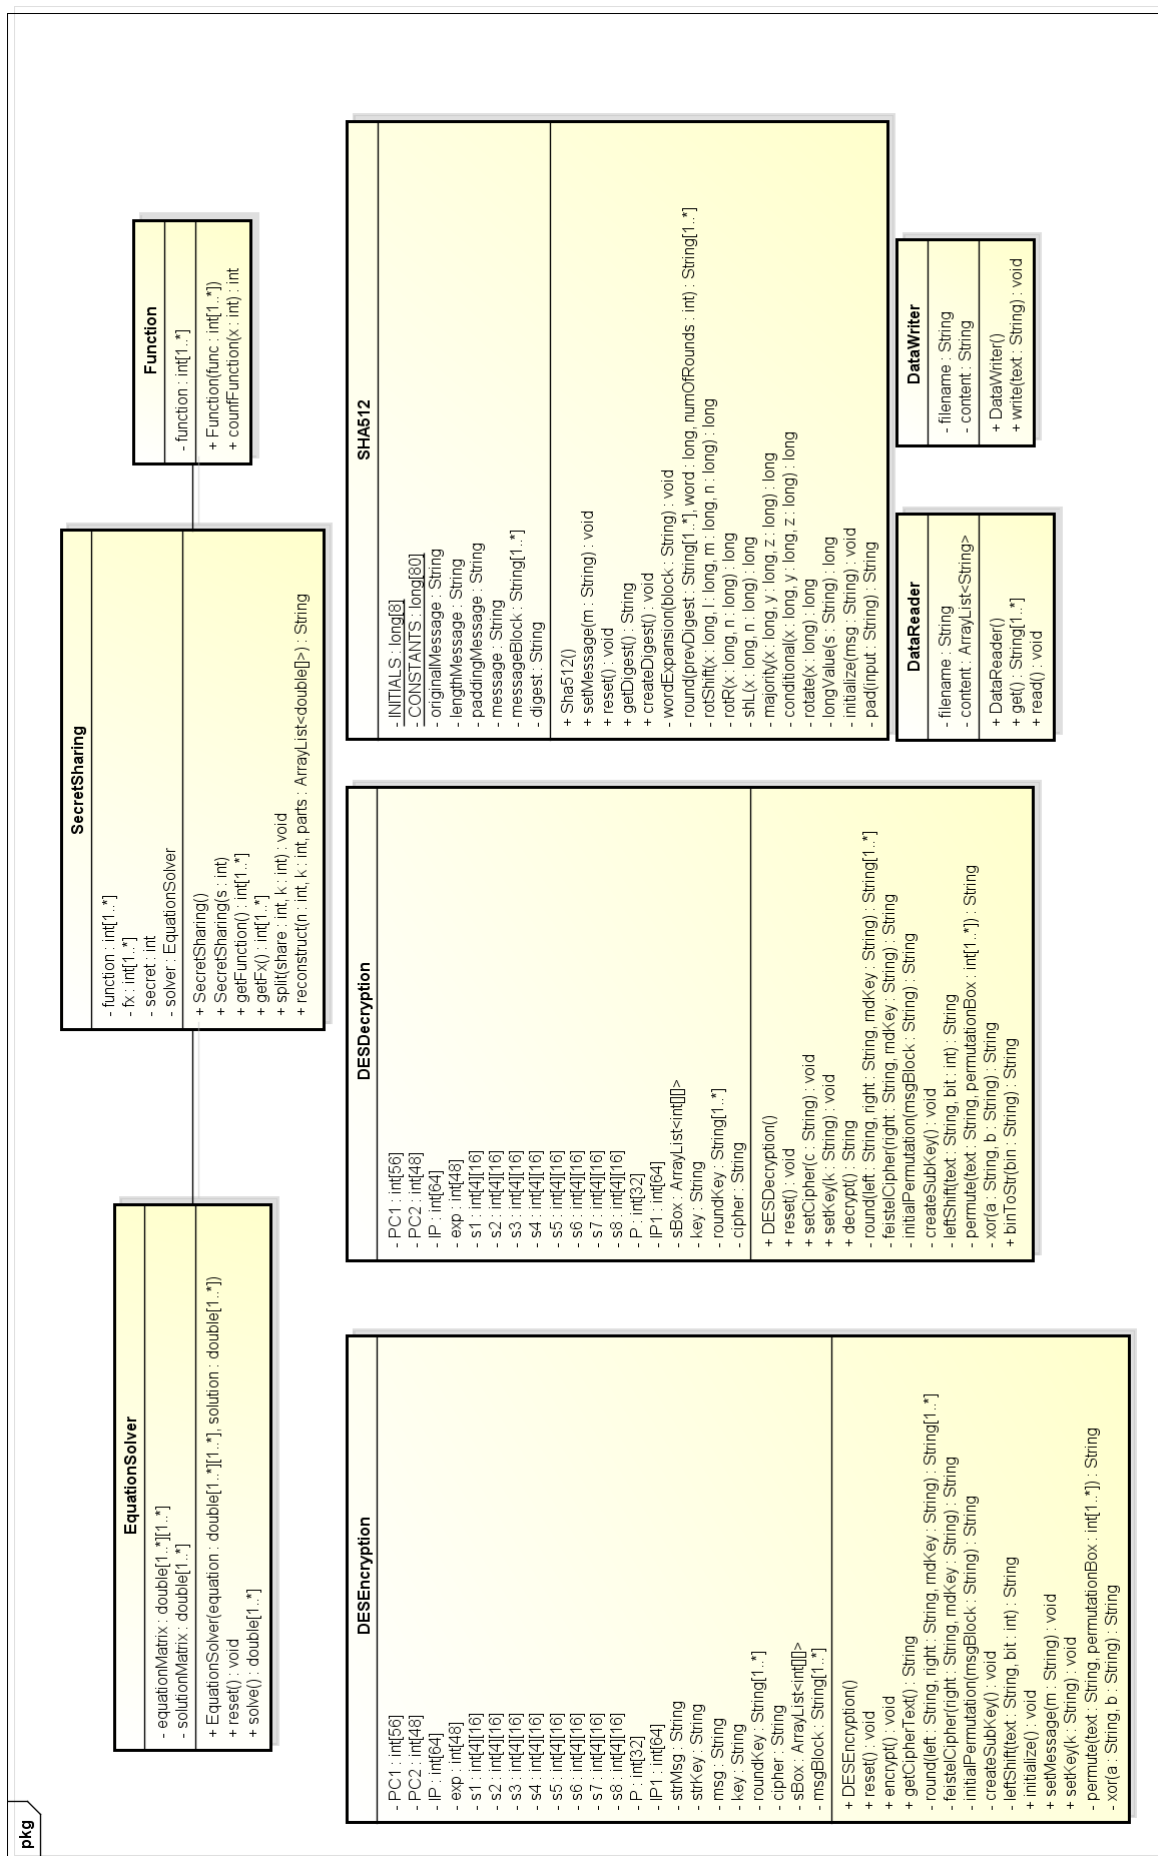 pkg
EquationSolver
- equationMatrix : double[1..*][1..*]
- solutionMatrix : double[1..*]
+ EquationSolver(equation : double[1..*][1..*], solution : double[1..*])
+ reset() : void
+ solve() : double[1..*]
SecretSharing
- function : int[1..*]
- fx : int[1..*]
- secret : int
- solver : EquationSolver
+ SecretSharing()
+ SecretSharing(s : int)
+ getFunction() : int[1..*]
+ getFx() : int[1..*]
+ split(share : int, k : int) : void
+ reconstruct(n : int, k : int, parts : ArrayList<double[]>) : String
Function
- function : int[1..*]
+ Function(func : int[1..*])
+ counfFunction(x : int) : int
DESEncryption
- PC1 : int[56]
- PC2 : int[48]
- IP : int[64]
- exp : int[48]
- s1 : int[4][16]
- s2 : int[4][16]
- s3 : int[4][16]
- s4 : int[4][16]
- s5 : int[4][16]
- s6 : int[4][16]
- s7 : int[4][16]
- s8 : int[4][16]
- P : int[32]
- IP1 : int[64]
- strMsg : String
- strKey : String
- msg : String
- key : String
- roundKey : String[1..*]
- cipher : String
- sBox : ArrayList<int[][]>
- msgBlock : String[1..*]
+ DESEncryption()
+ reset() : void
+ encrypt() : void
+ getCipherText() : String
- round(left : String, right : String, rndKey : String) : String[1..*]
- feistelCipher(right : String, rndKey : String) : String
- initialPermutation(msgBlock : String) : String
- createSubKey() : void
- leftShift(text : String, bit : int) : String
+ initialize() : void
+ setMessage(m : String) : void
+ setKey(k : String) : void
- permute(text : String, permutationBox : int[1..*]) : String
- xor(a : String, b : String) : String
DESDecryption
- PC1 : int[56]
- PC2 : int[48]
- IP : int[64]
- exp : int[48]
- s1 : int[4][16]
- s2 : int[4][16]
- s3 : int[4][16]
- s4 : int[4][16]
- s5 : int[4][16]
- s6 : int[4][16]
- s7 : int[4][16]
- s8 : int[4][16]
- P : int[32]
- IP1 : int[64]
- sBox : ArrayList<int[][]>
- key : String
- roundKey : String[1..*]
- cipher : String
+ DESDecryption()
+ reset() : void
+ setCipher(c : String) : void
+ setKey(k : String) : void
+ decrypt() : String
- round(left : String, right : String, rndKey : String) : String[1..*]
- feistelCipher(right : String, rndKey : String) : String
- initialPermutation(msgBlock : String) : String
- createSubKey() : void
- leftShift(text : String, bit : int) : String
- permute(text : String, permutationBox : int[1..*]) : String
- xor(a : String, b : String) : String
+ binToStr(bin : String) : String
SHA512
- INITIALS : long[8]
- CONSTANTS : long[80]
- originalMessage : String
- lengthMessage : String
- paddingMessage : String
- message : String
- messageBlock : String[1..*]
- digest : String
+ Sha512()
+ setMessage(m : String) : void
+ reset() : void
+ getDigest() : String
+ createDigest() : void
- wordExpansion(block : String) : void
- round(prevDigest : String[1..*], word : long, numOfRounds : int) : String[1..*]
- rotShift(x : long, l : long, m : long, n : long) : long
- rotR(x : long, n : long) : long
- shL(x : long, n : long) : long
- majority(x : long, y : long, z : long) : long
- conditional(x : long, y : long, z : long) : long
- rotate(x : long) : long
- longValue(s : String) : long
- initialize(msg : String) : void
- pad(input : String) : String
DataReader
- filename : String
- content : ArrayList<String>
+ DataReader()
+ get() : String[1..*]
+ read() : void
DataWriter
- filename : String
- content : String
+ DataWriter()
+ write(text : String) : void